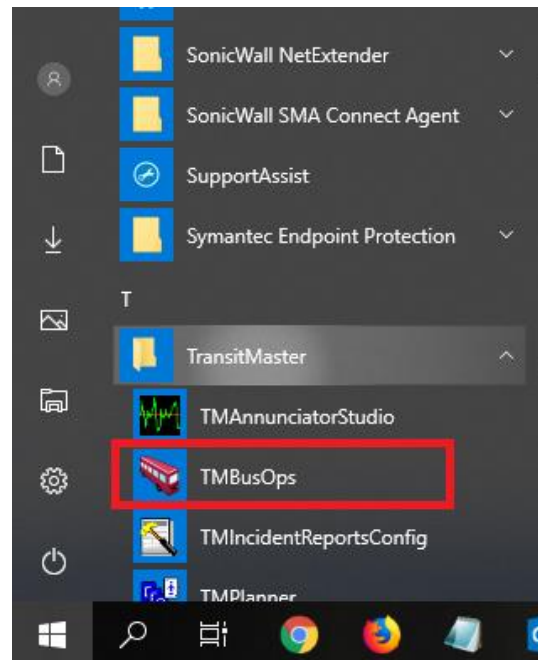 SonicWall NetExtender
SonicWall SMA Connect Agent
SupportAssist
Symantec Endpoint Protection
T
TransitMaster
TMAnnunciatorStudio
TMBusOps
TMIncidentReportsConfig
TMPlanner